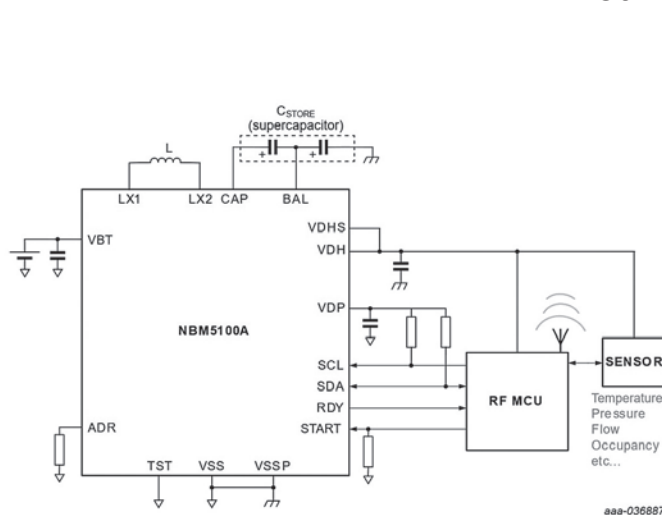 C_STORE
(supercapacitor)
L
+ +
LX1 LX2 CAP BAL
VDHS
VBT VDH
VDP
NBM5100A
SCL SENSOR
SDA
RF MCU
RDY
ADR START
Temperature
Pressure
Flow
Occupancy
etc...
TST VSS VSSP
aaa-036887